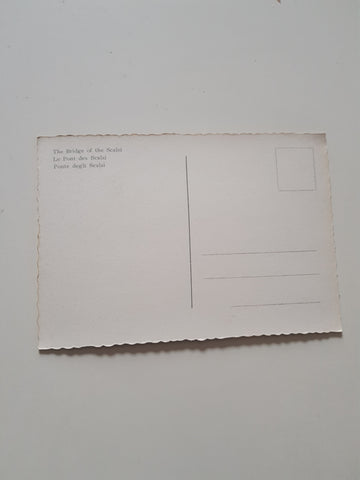 The Bridge of the Scalzi
Le Pont des Scalzi
Ponte degli Scalzi